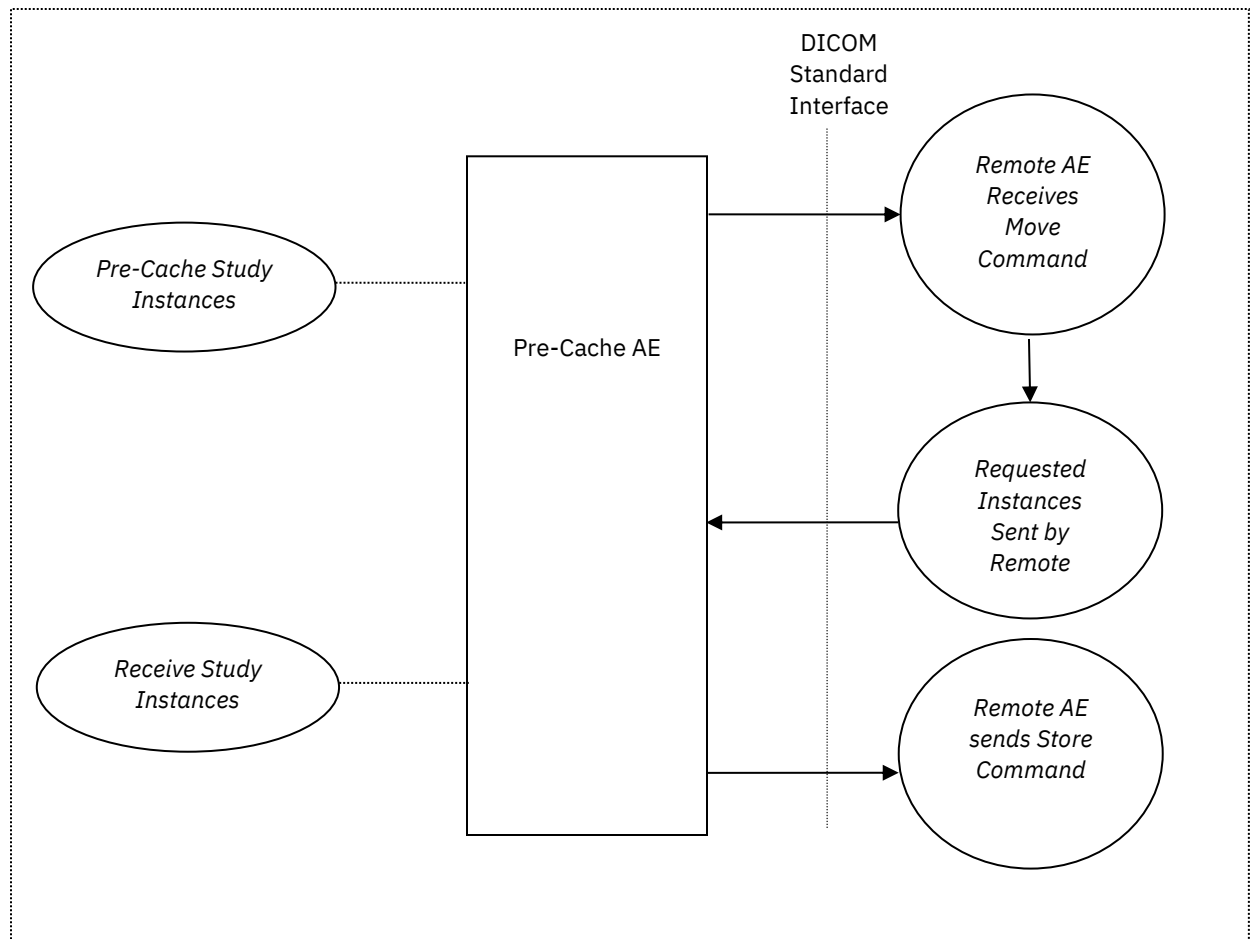 DICOM
Standard
Interface
Remote AE
Receives
Move
Command
Pre-Cache Study
Instances
Pre-Cache AE
Requested
Instances
Sent by
Remote
Receive Study
Instances
Remote AE
sends Store
Command